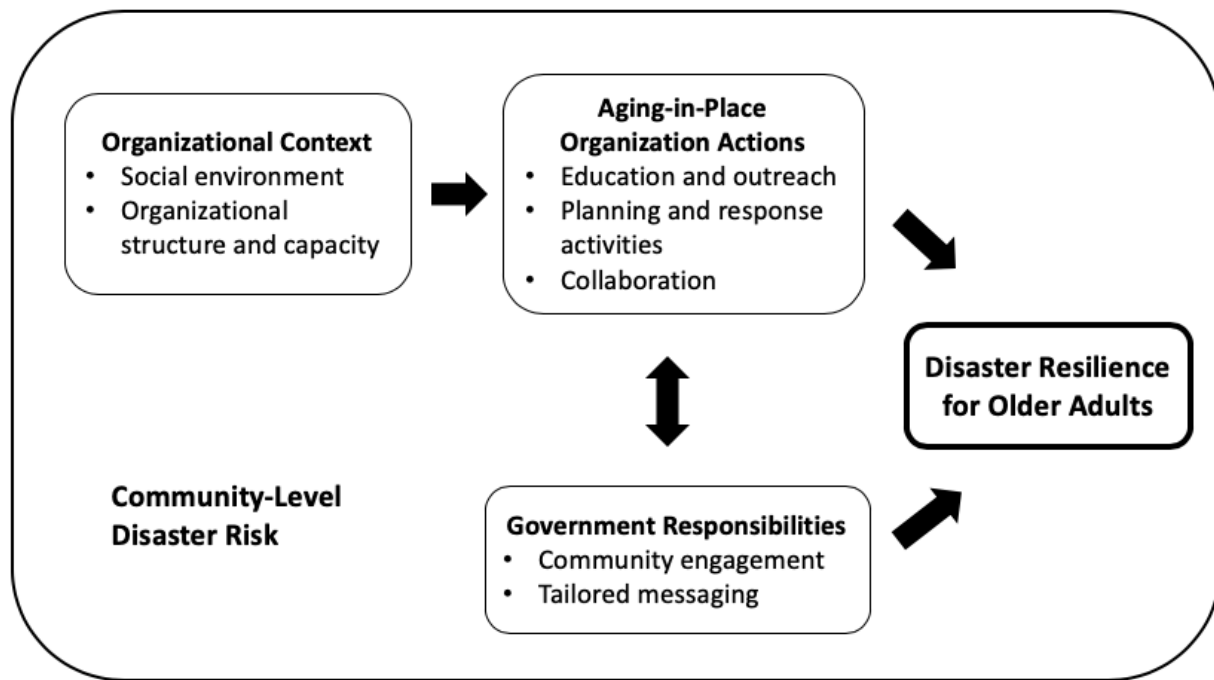 Organizational Context
• Social environment
• Organizational
structure and capacity
Aging-in-Place
Organization Actions
• Education and outreach
• Planning and response
activities
• Collaboration
Disaster Resilience
for Older Adults
Community-Level
Disaster Risk
Government Responsibilities
• Community engagement
• Tailored messaging